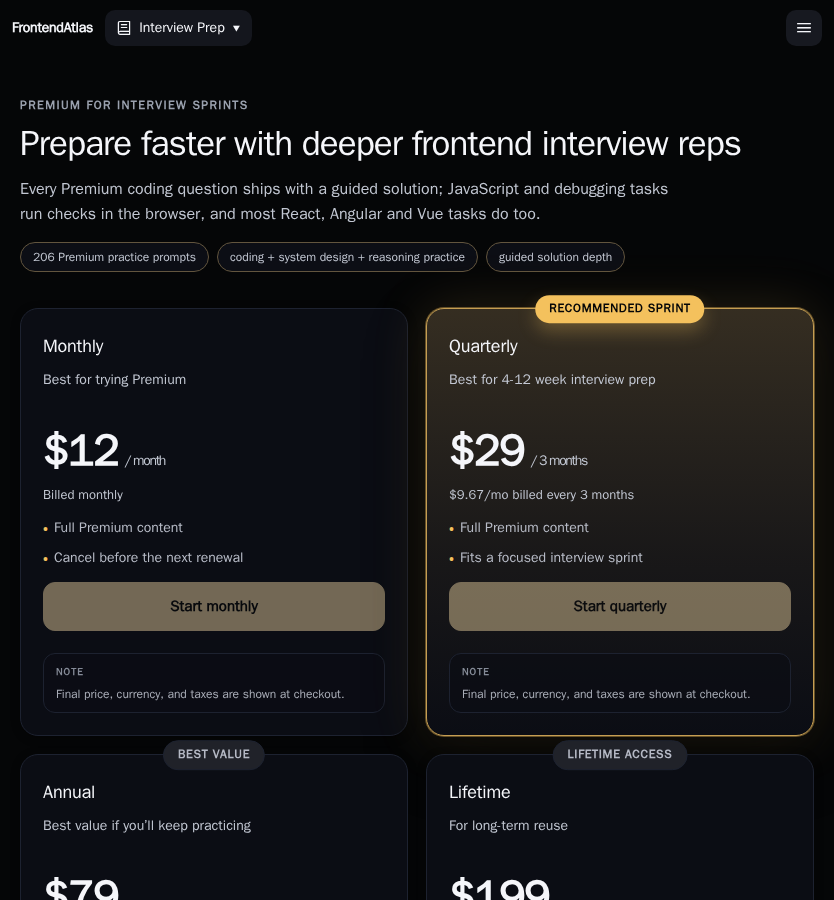 FrontendAtlas
Interview Prep ▾
PREMIUM FOR INTERVIEW SPRINTS
Prepare faster with deeper frontend interview reps
Every Premium coding question ships with a guided solution; JavaScript and debugging tasks
run checks in the browser, and most React, Angular and Vue tasks do too.
206 Premium practice prompts
coding + system design + reasoning practice
guided solution depth
Monthly
Best for trying Premium
$12 / month
Billed monthly
• Full Premium content
• Cancel before the next renewal
Start monthly
NOTE
Final price, currency, and taxes are shown at checkout.
RECOMMENDED SPRINT
Quarterly
Best for 4-12 week interview prep
$29 / 3 months
$9.67/mo billed every 3 months
• Full Premium content
• Fits a focused interview sprint
Start quarterly
NOTE
Final price, currency, and taxes are shown at checkout.
BEST VALUE
Annual
Best value if you’ll keep practicing
$79
LIFETIME ACCESS
Lifetime
For long-term reuse
$199